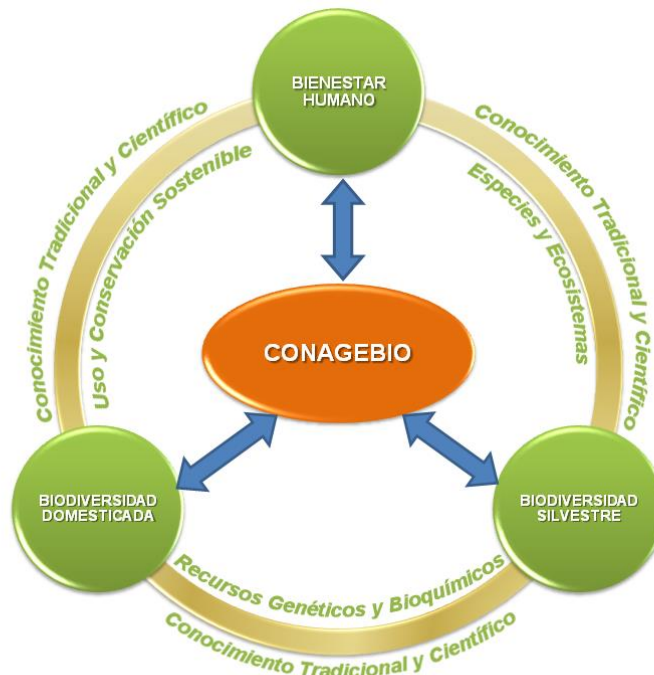 BIENESTAR
HUMANO
Conocimiento Tradicional y Científico
Uso y Conservación Sostenible
Conocimiento Tradicional y Científico
Especies y Ecosistemas
CONAGEBIO
BIODIVERSIDAD
DOMESTICADA
BIODIVERSIDAD
SILVESTRE
Recursos Genéticos y Bioquímicos
Conocimiento Tradicional y Científico